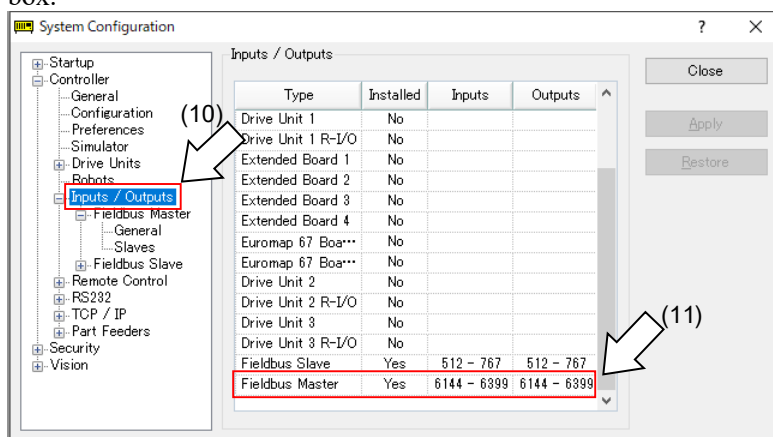 box.
System Configuration ? ×
Startup
Controller
General
Configuration
Preferences
Simulator
Drive Units
Robots
Inputs / Outputs
Fieldbus Master
General
Slaves
Fieldbus Slave
Remote Control
RS232
TCP / IP
Part Feeders
Security
Vision
(10)
Inputs / Outputs
Type Installed Inputs Outputs
Drive Unit 1 No
Drive Unit 1 R-I/O No
Extended Board 1 No
Extended Board 2 No
Extended Board 3 No
Extended Board 4 No
Euromap 67 Boa… No
Euromap 67 Boa… No
Drive Unit 2 No
Drive Unit 2 R-I/O No
Drive Unit 3 No
Drive Unit 3 R-I/O No
Fieldbus Slave Yes 512 - 767 512 - 767
Fieldbus Master Yes 6144 - 6399 6144 - 6399
(11)
Close
Apply
Restore